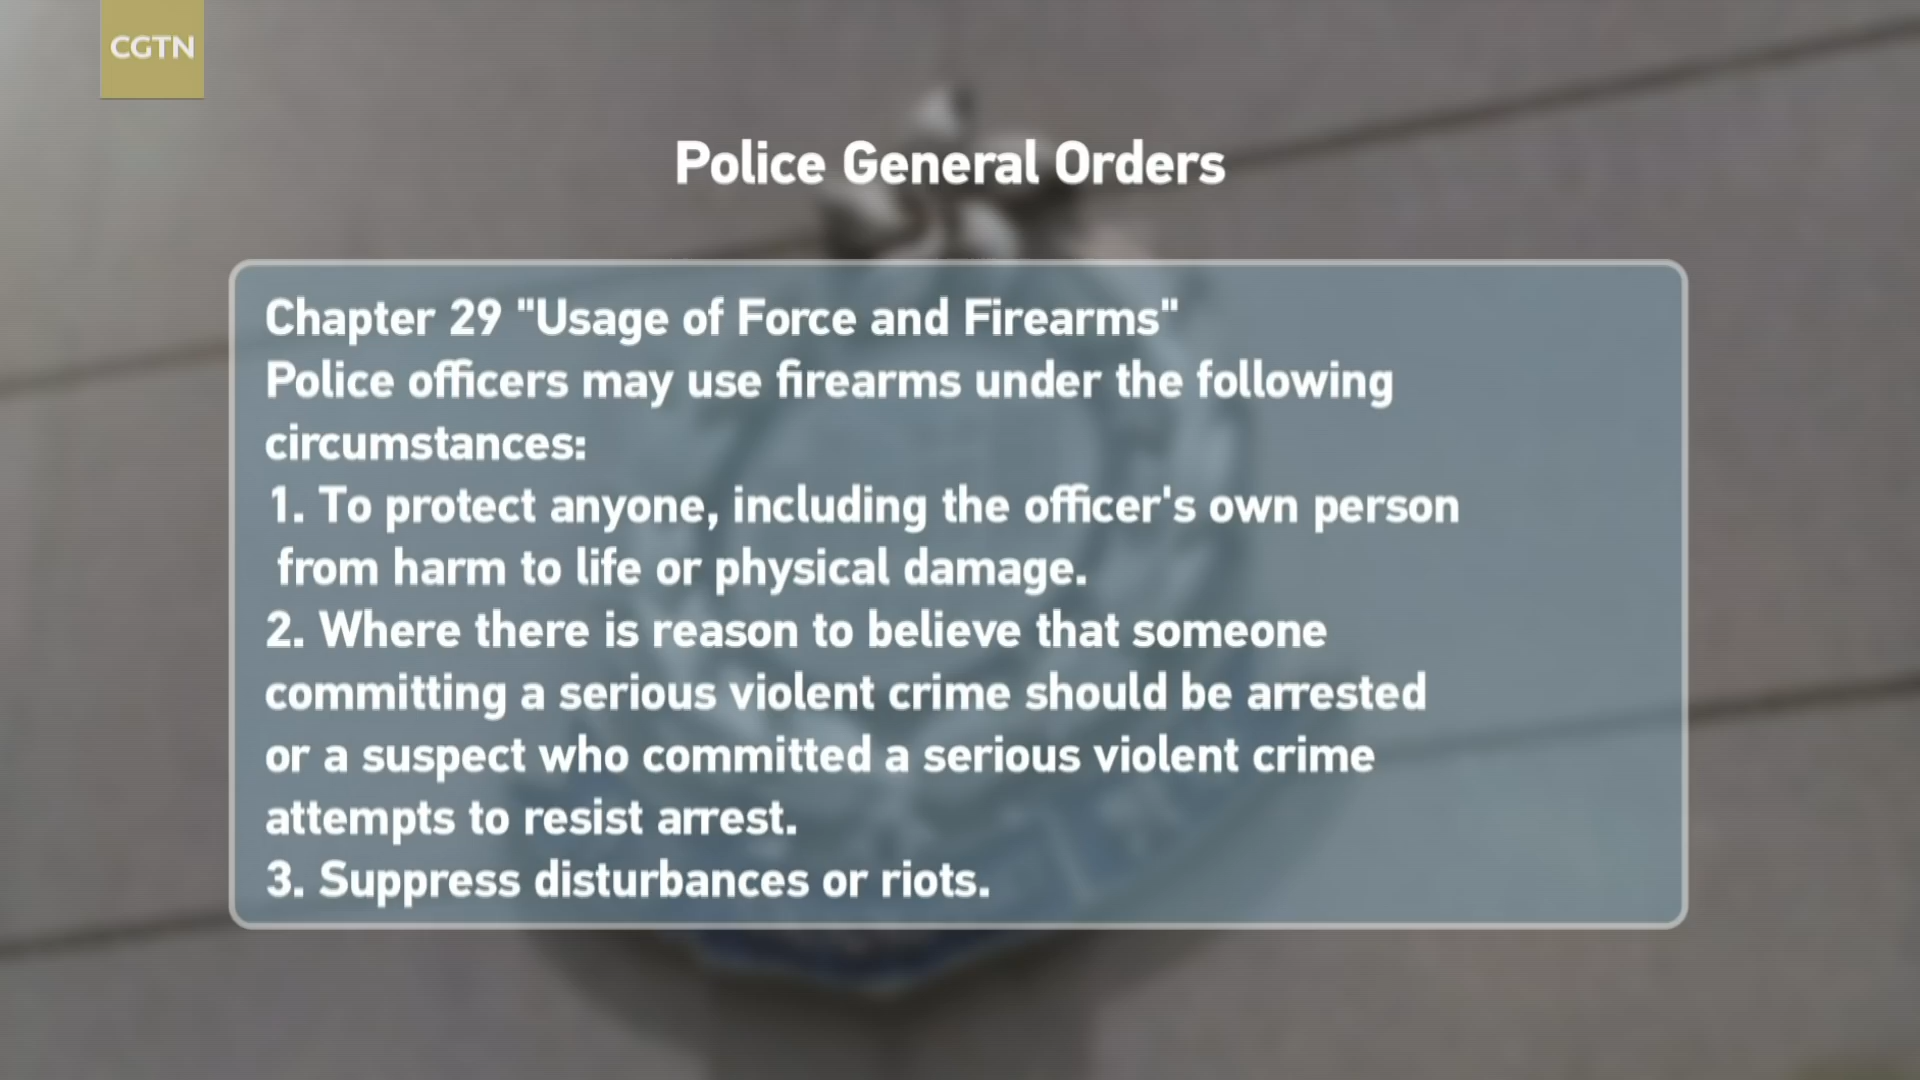 CGTN
Police General Orders
Chapter 29 "Usage of Force and Firearms"
Police officers may use firearms under the following
circumstances:
1. To protect anyone, including the officer's own person
from harm to life or physical damage.
2. Where there is reason to believe that someone
committing a serious violent crime should be arrested
or a suspect who committed a serious violent crime
attempts to resist arrest.
3. Suppress disturbances or riots.